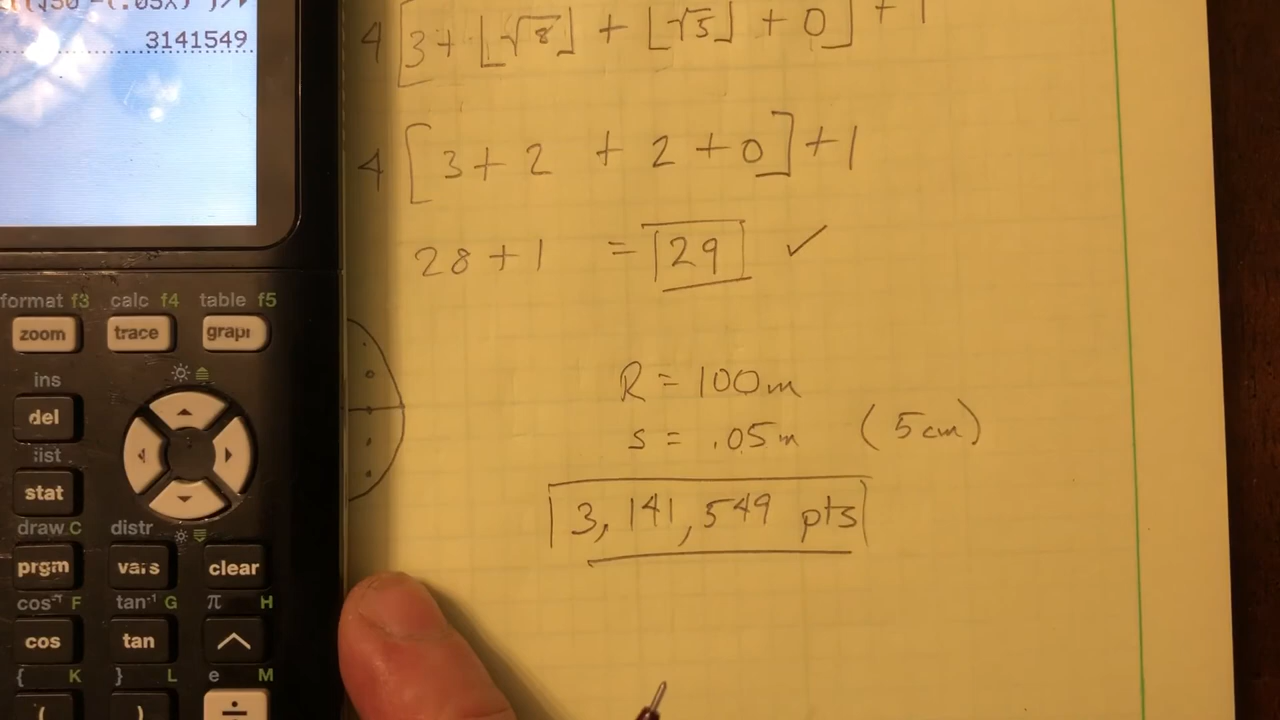 3141549
4 [3 + ⌊√8⌋ + ⌊√5⌋ + 0] + 1
4 [3 + 2 + 2 + 0] + 1
28 + 1 = 29 ✓
R = 100m
s = .05m (5cm)
3,141,549 pts
format f3 calc f4 table f5
zoom trace
ins
del
list
stat
draw C distr
prgm vars clear
cos⁻¹ F tan⁻¹ G π H
cos tan ^
{ K } L e M
( ) ÷